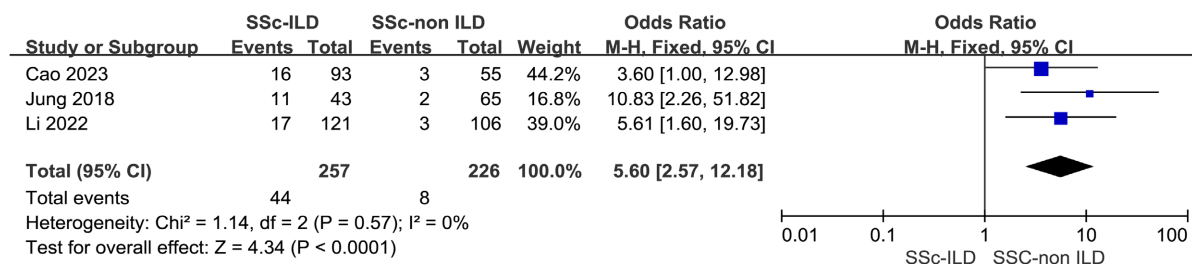 SSc-ILD SSc-non ILD Odds Ratio Odds Ratio
Study or Subgroup Events Total Events Total Weight M-H, Fixed, 95% CI M-H, Fixed, 95% CI
Cao 2023 16 93 3 55 44.2% 3.60 [1.00, 12.98]
Jung 2018 11 43 2 65 16.8% 10.83 [2.26, 51.82]
Li 2022 17 121 3 106 39.0% 5.61 [1.60, 19.73]
Total (95% CI) 257 226 100.0% 5.60 [2.57, 12.18]
Total events 44 8
Heterogeneity: Chi² = 1.14, df = 2 (P = 0.57); I² = 0%
Test for overall effect: Z = 4.34 (P < 0.0001)
0.01 0.1 1 10 100
SSc-ILD SSC-non ILD